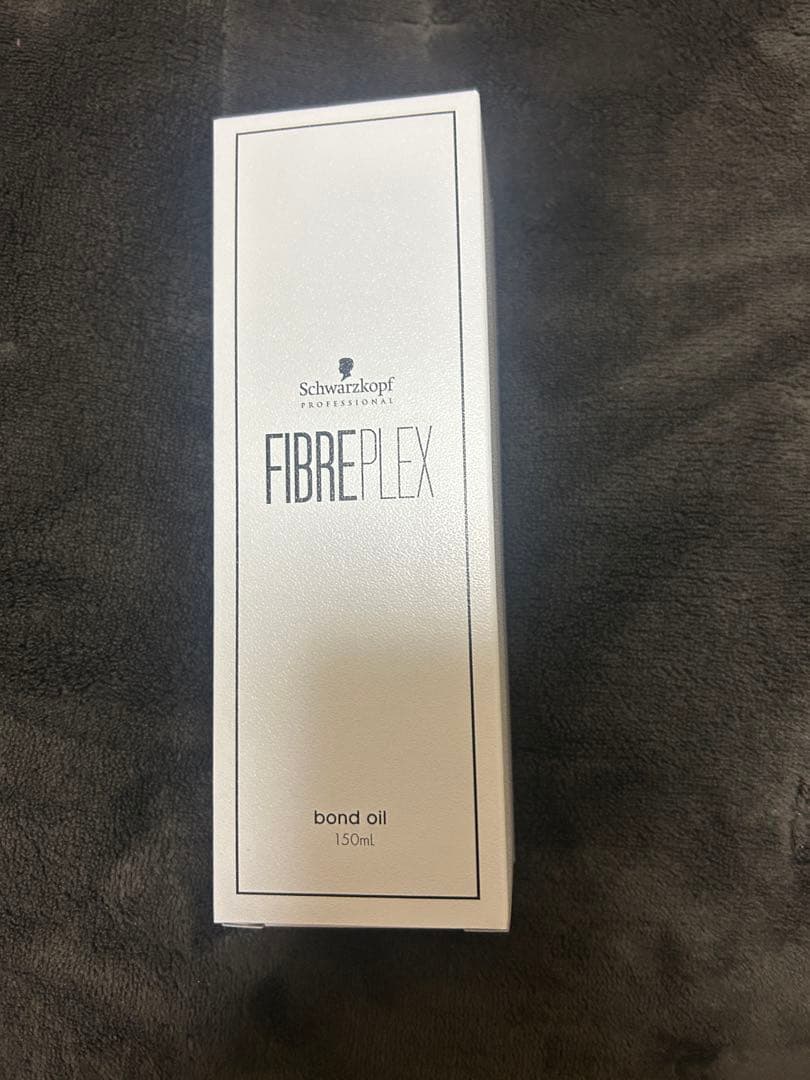 Schwarzkopf
PROFESSIONAL
FIBREPLEX
bond oil
150mL